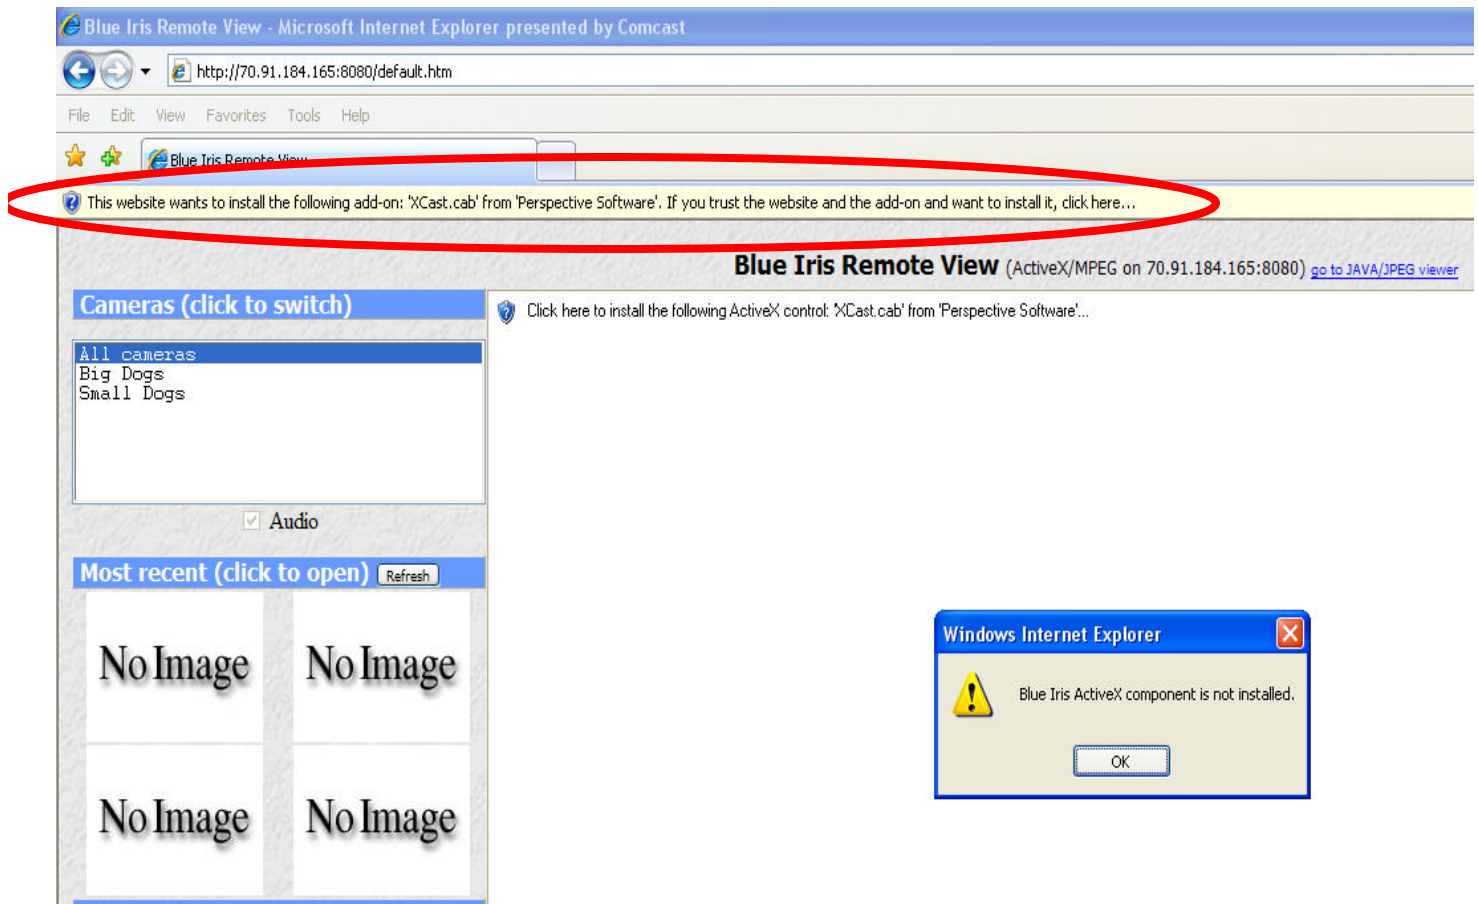 Blue Iris Remote View - Microsoft Internet Explorer presented by Comcast
http://70.91.184.165:8080/default.htm
File Edit View Favorites Tools Help
Blue Iris Remote View
This website wants to install the following add-on: 'XCast.cab' from 'Perspective Software'. If you trust the website and the add-on and want to install it, click here...
Blue Iris Remote View (ActiveX/MPEG on 70.91.184.165:8080) go to JAVA/JPEG viewer
Cameras (click to switch)
Click here to install the following ActiveX control: 'XCast.cab' from 'Perspective Software'...
All cameras
Big Dogs
Small Dogs
Audio
Most recent (click to open) Refresh
No Image No Image
No Image No Image
Windows Internet Explorer
Blue Iris ActiveX component is not installed.
OK